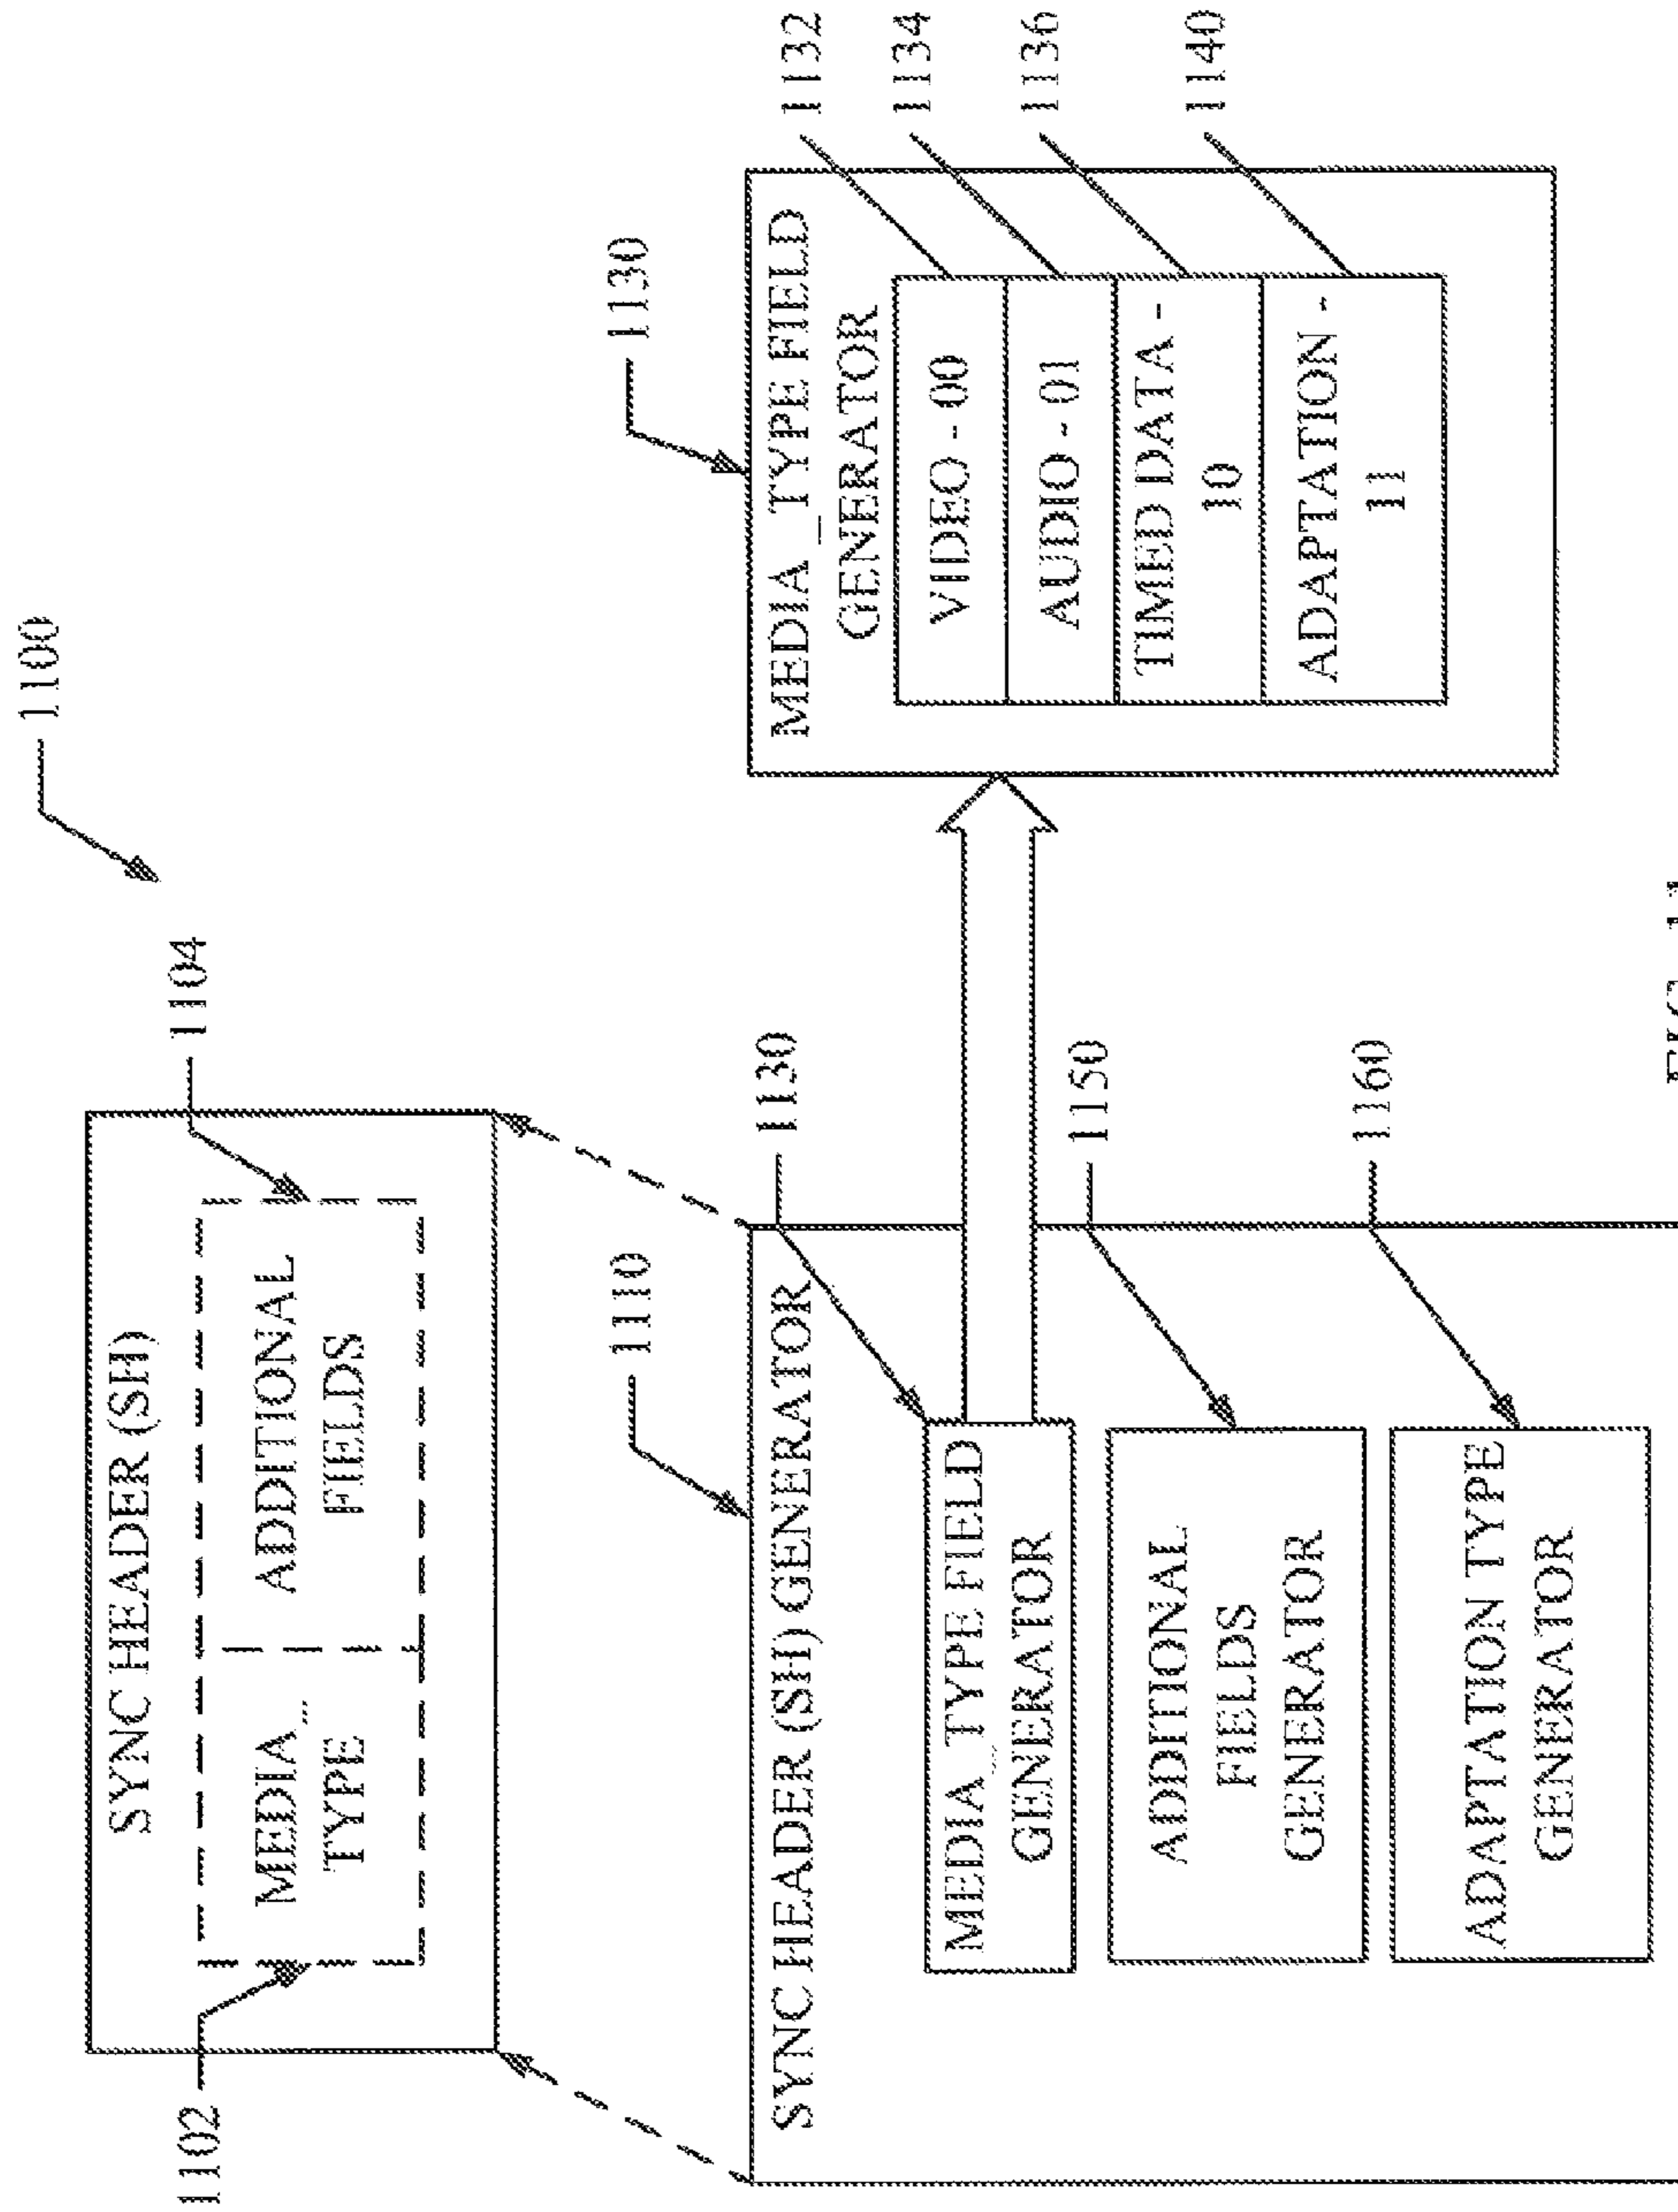 1100
SYNC HEADER (SH)
MEDIA_
TYPE
ADDITIONAL
FIELDS
1102
1104
1110
SYNC HEADER (SH) GENERATOR
1130
MEDIA_TYPE FIELD
GENERATOR
1150
ADDITIONAL
FIELDS
GENERATOR
1160
ADAPTATION TYPE
GENERATOR
1130
MEDIA_TYPE FIELD
GENERATOR
VIDEO - 00
1132
AUDIO - 01
1134
TIMED DATA -
10
1136
ADAPTATION -
11
1140